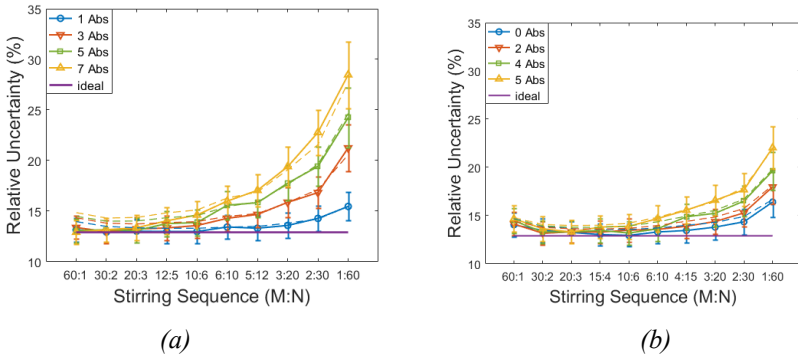 35
30
25
20
15
10
Relative Uncertainty (%)
1 Abs
3 Abs
5 Abs
7 Abs
ideal
60:1 30:2 20:3 12:5 10:6 6:10 5:12 3:20 2:30 1:60
Stirring Sequence (M:N)
(a)
35
30
25
20
15
10
Relative Uncertainty (%)
0 Abs
2 Abs
4 Abs
5 Abs
ideal
60:1 30:2 20:3 15:4 10:6 6:10 4:15 3:20 2:30 1:60
Stirring Sequence (M:N)
(b)